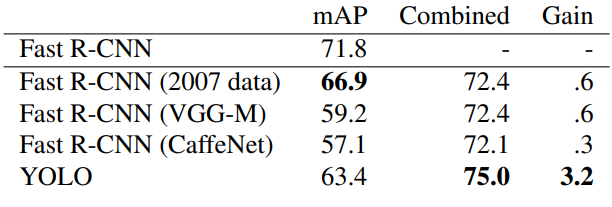 mAP Combined Gain
Fast R-CNN 71.8 - -
Fast R-CNN (2007 data) 66.9 72.4 .6
Fast R-CNN (VGG-M) 59.2 72.4 .6
Fast R-CNN (CaffeNet) 57.1 72.1 .3
YOLO 63.4 75.0 3.2